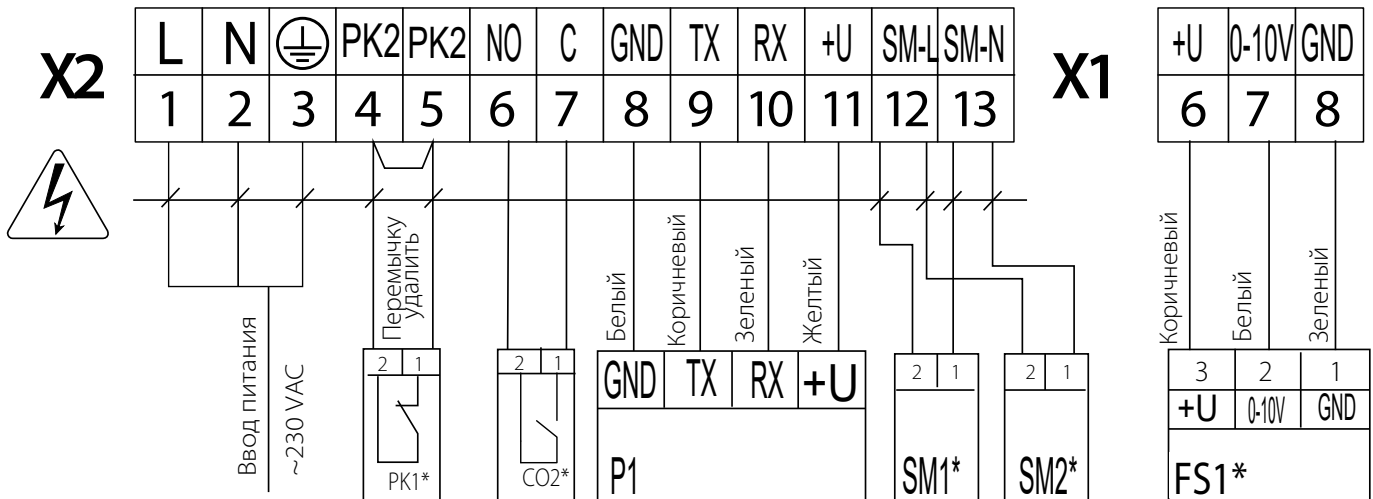 X2
L N PK2 PK2 NO C GND TX RX +U SM-L SM-N
1 2 3 4 5 6 7 8 9 10 11 12 13
X1
+U 0-10V GND
6 7 8
Ввод питания
~230 VAC
Перемычку
удалить
Белый
Коричневый
Зеленый
Желтый
Коричневый
Белый
Зеленый
2 1
PK1*
2 1
CO2*
GND TX RX +U
P1
2 1
SM1*
2 1
SM2*
3 2 1
+U 0-10V GND
FS1*